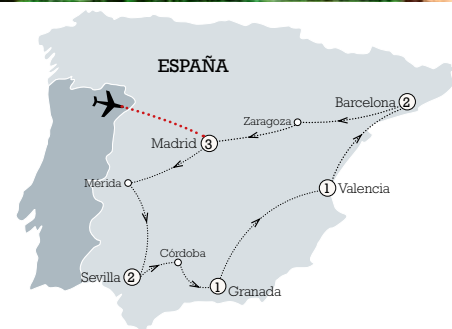 ESPAÑA
Barcelona 2
Zaragoza
Madrid 3
Mérida
1 Valencia
Córdoba
Sevilla 2
1 Granada